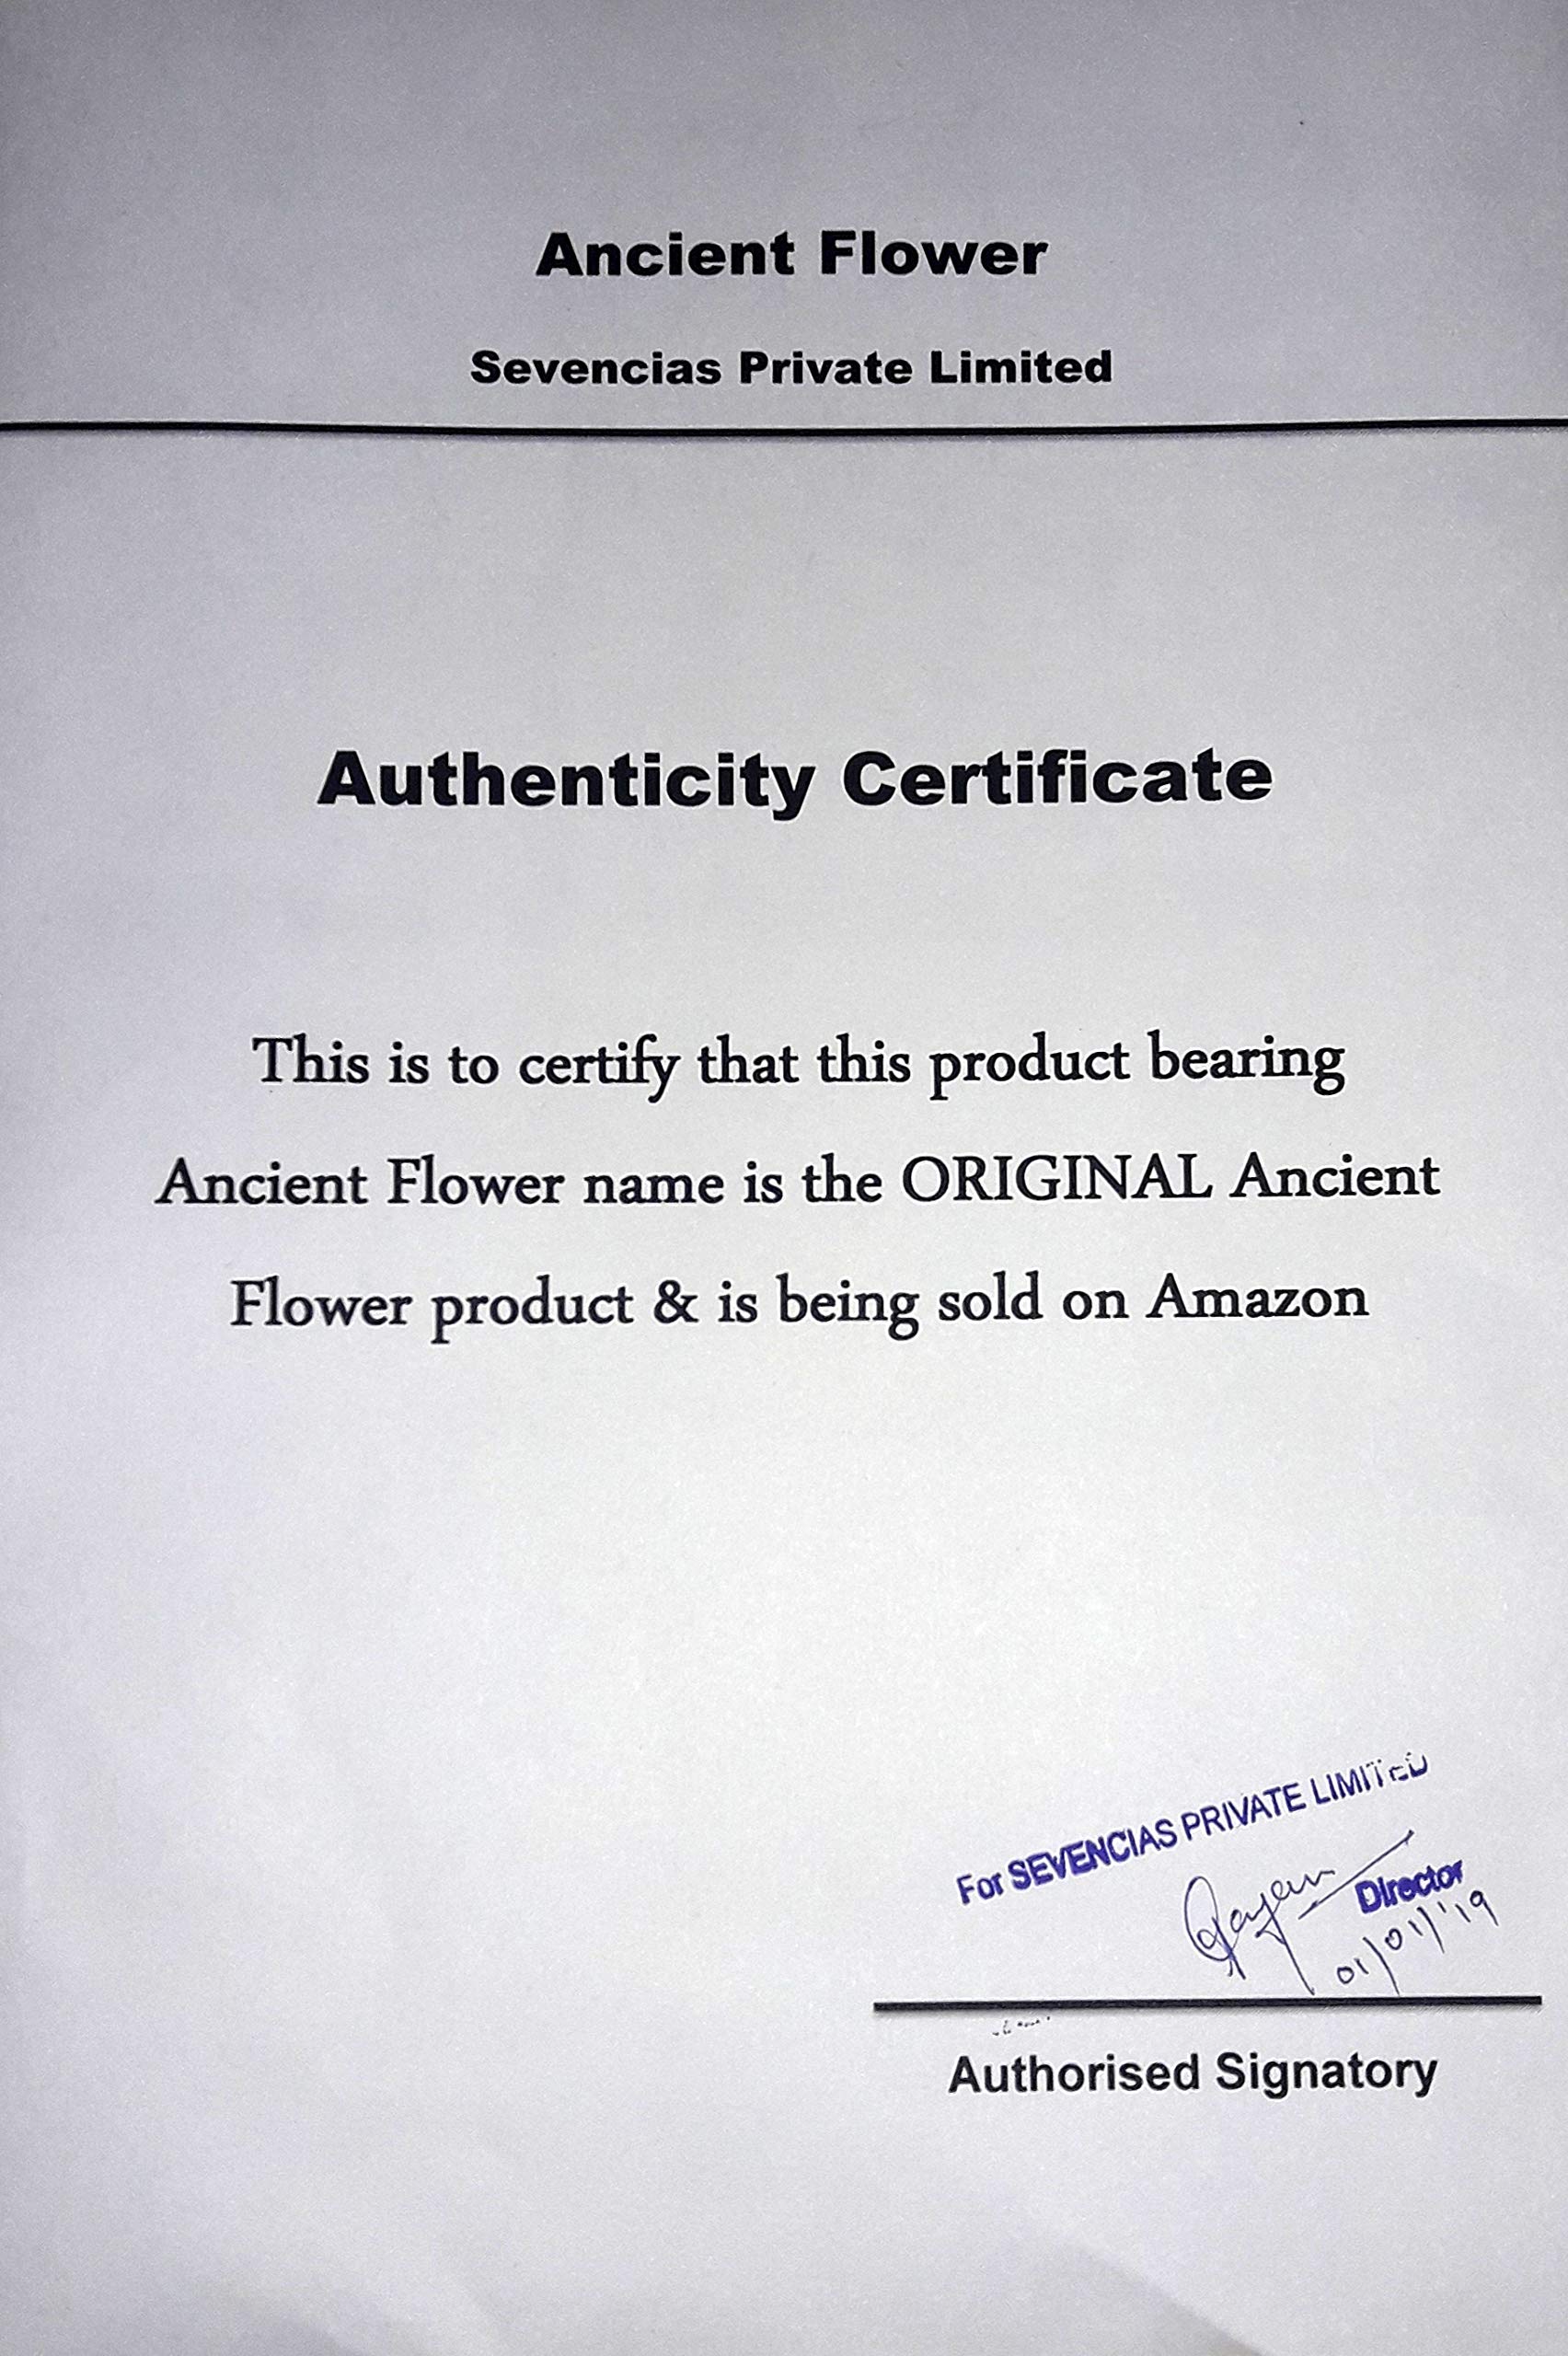 Ancient Flower
Sevencias Private Limited
Authenticity Certificate
This is to certify that this product bearing
Ancient Flower name is the ORIGINAL Ancient
Flower product & is being sold on Amazon
For SEVENCIAS PRIVATE LIMITED
Director
01/01/'19
Authorised Signatory